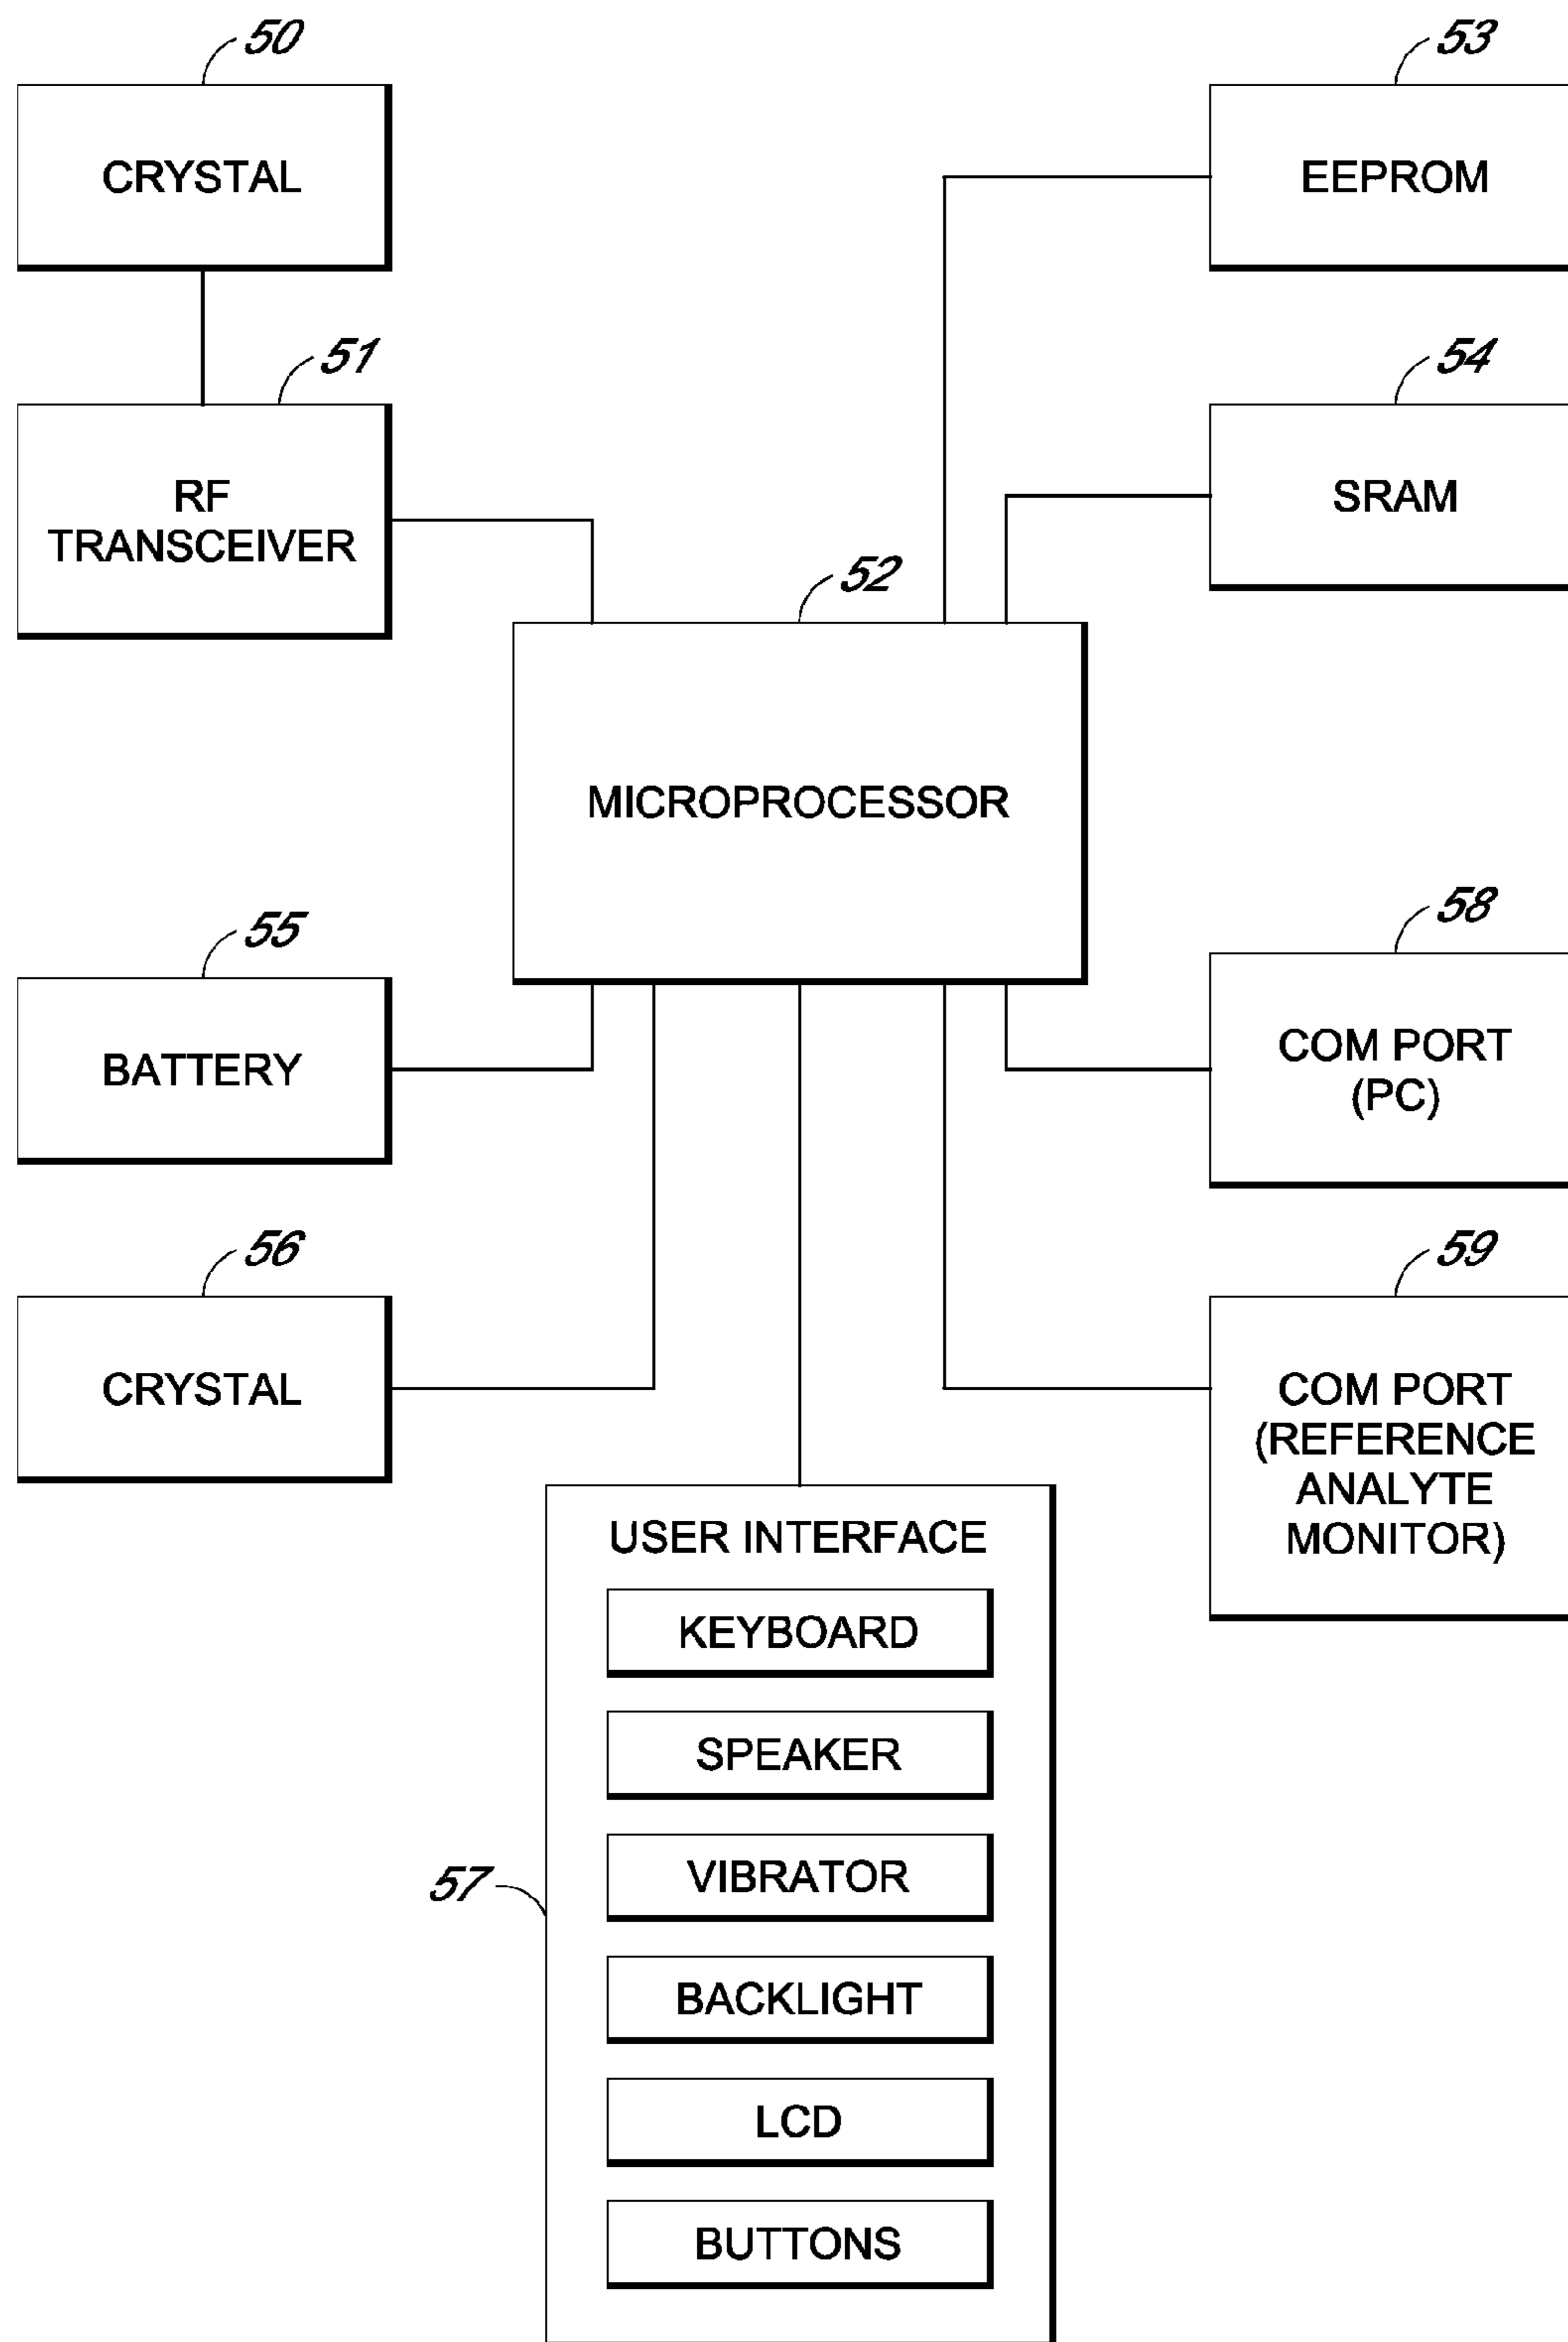 50
CRYSTAL
53
EEPROM
51
RF
TRANSCEIVER
54
SRAM
52
MICROPROCESSOR
55
BATTERY
58
COM PORT
(PC)
56
CRYSTAL
59
COM PORT
(REFERENCE
ANALYTE
MONITOR)
57
USER INTERFACE
KEYBOARD
SPEAKER
VIBRATOR
BACKLIGHT
LCD
BUTTONS